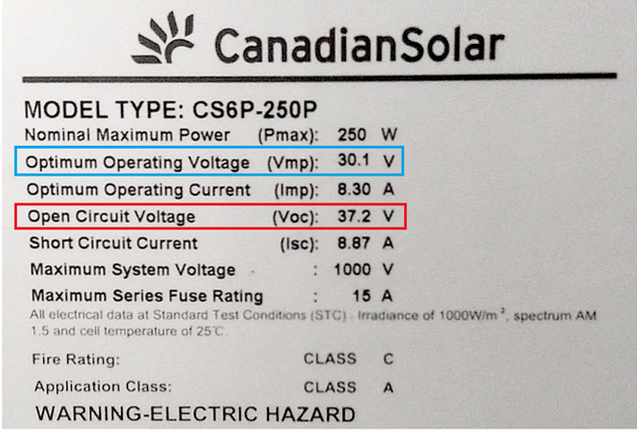 CanadianSolar
MODEL TYPE: CS6P-250P
Nominal Maximum Power (Pmax): 250 W
Optimum Operating Voltage (Vmp): 30.1 V
Optimum Operating Current (Imp): 8.30 A
Open Circuit Voltage (Voc): 37.2 V
Short Circuit Current (Isc): 8.87 A
Maximum System Voltage : 1000 V
Maximum Series Fuse Rating : 15 A
All electrical data at Standard Test Conditions (STC) : Irradiance of 1000W/m², spectrum AM
1.5 and cell temperature of 25℃
Fire Rating: CLASS C
Application Class: CLASS A
WARNING-ELECTRIC HAZARD